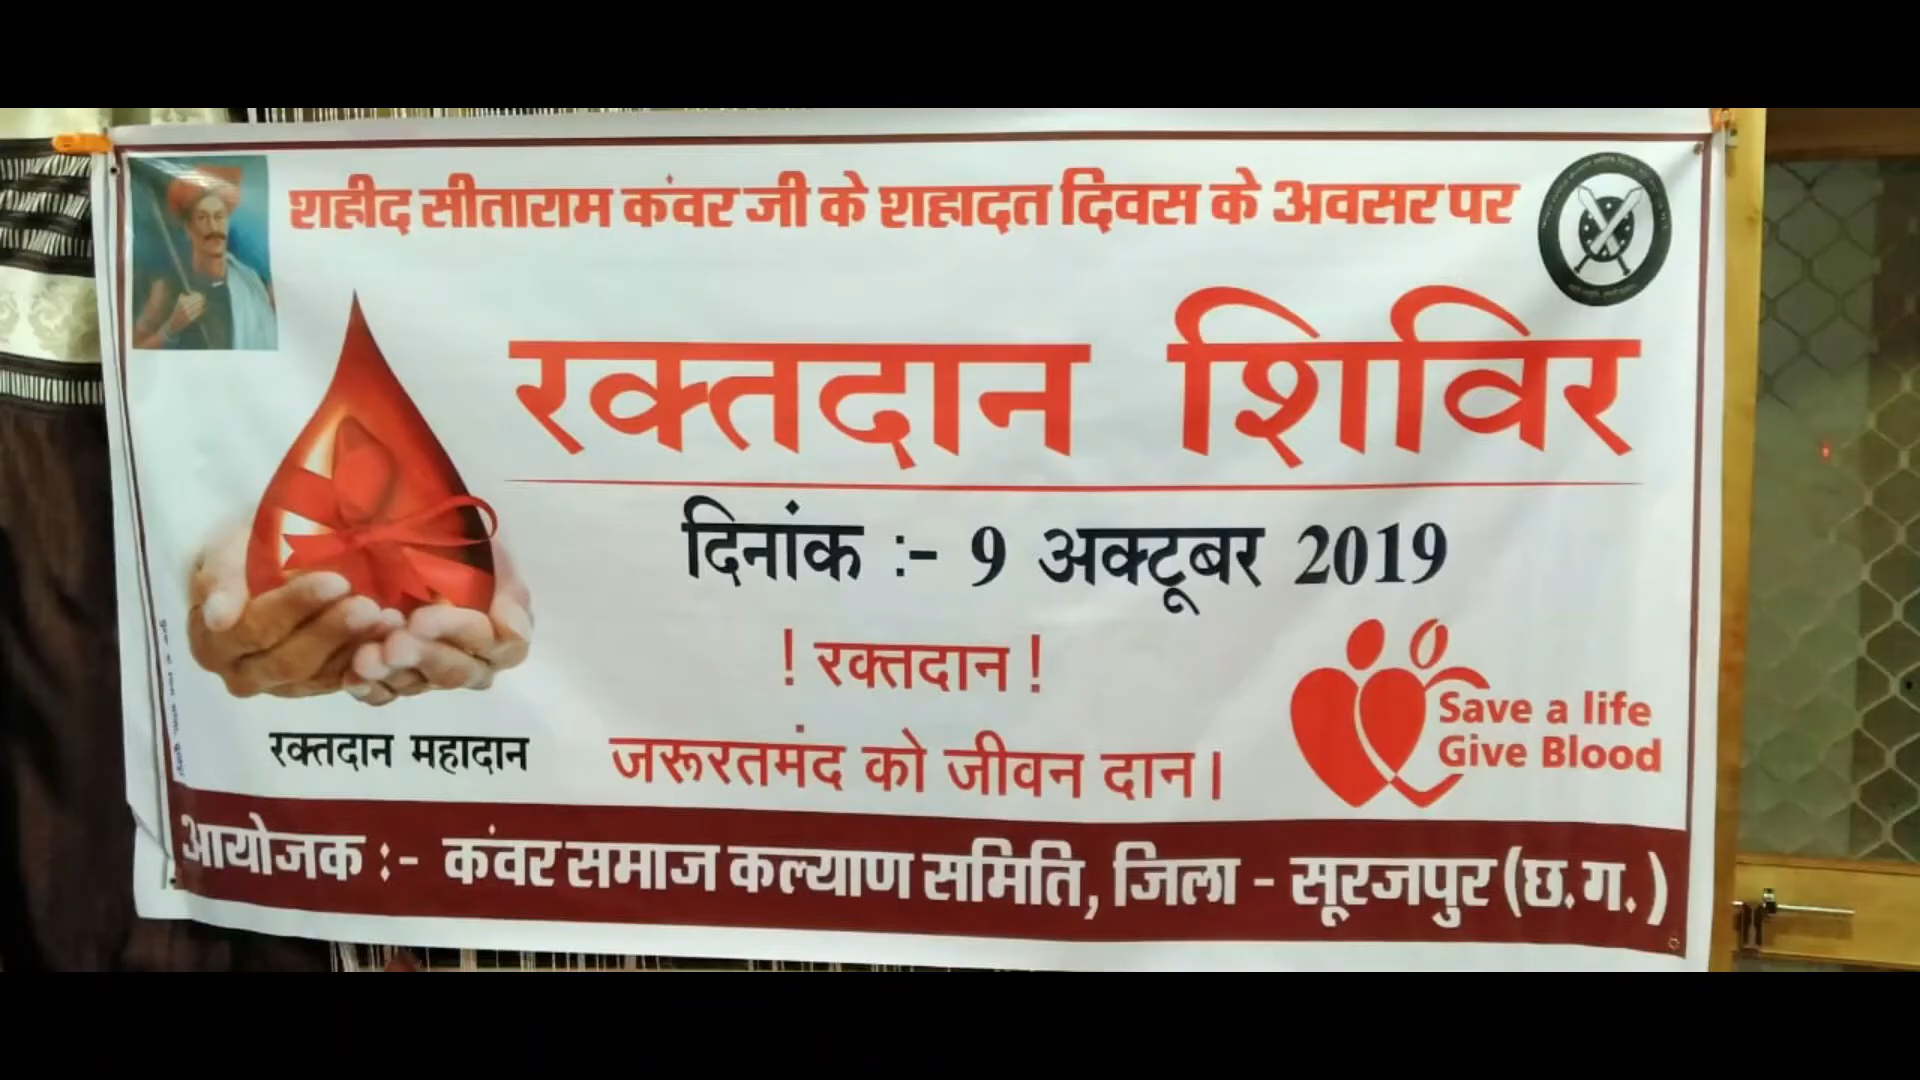 शहीद सीताराम कंवर जी के शहादत दिवस के अवसर पर
रक्तदान शिविर
दिनांक :- 9 अक्टूबर 2019
! रक्तदान !
जरूरतमंद को जीवन दान।
रक्तदान महादान
Save a life
Give Blood
आयोजक :- कंवर समाज कल्याण समिति, जिला - सूरजपुर (छ.ग.)